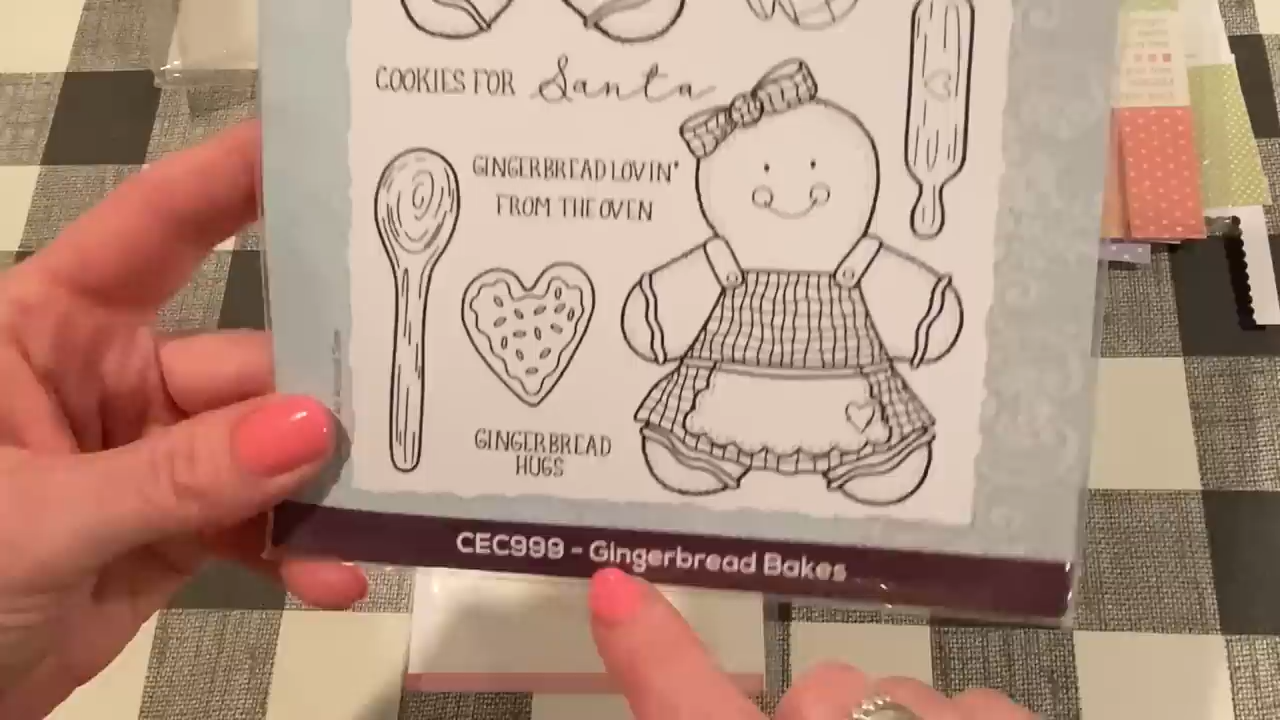 COOKIES FOR Santa
GINGERBREAD LOVIN'
FROM THE OVEN
GINGERBREAD
HUGS
CEC999 - Gingerbread Bakes